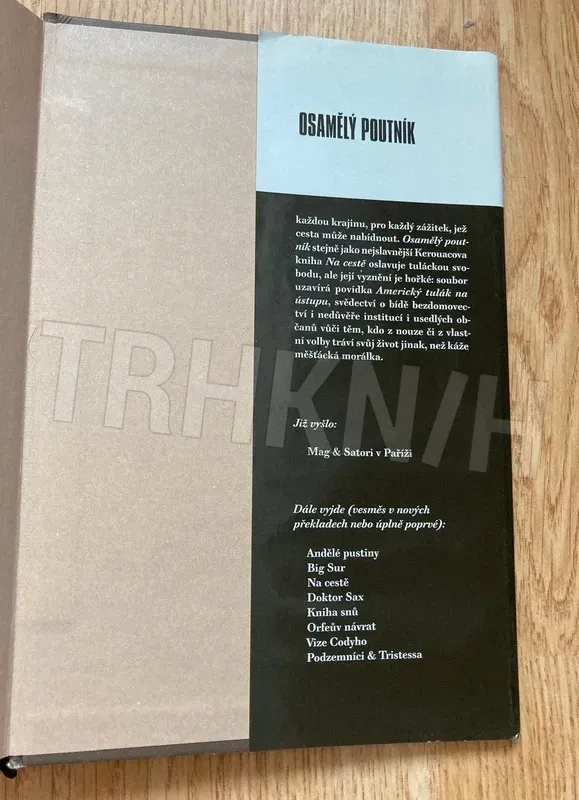 OSAMĚLÝ POUTNÍK
každou krajinu, pro každý zážitek, jež
cesta může nabídnout. Osamělý pout-
ník stejně jako nejslavnější Kerouacova
kniha Na cestě oslavuje tuláckou svo-
bodu, ale její vyznění je hořké: soubor
uzavírá povídka Americký tulák na
ústupu, svědectví o bídě bezdomovec-
tví i nedůvěře institucí i usedlých ob-
čanů vůči těm, kdo z nouze či z vlast-
ní volby tráví svůj život jinak, než káže
měšťácká morálka.
TRHKNIH
Již vyšlo:
Mag & Satori v Paříži
Dále vyjde (vesměs v nových
překladech nebo úplně poprvé):
Andělé pustiny
Big Sur
Na cestě
Doktor Sax
Kniha snů
Orfeův návrat
Vize Codyho
Podzemníci & Tristessa